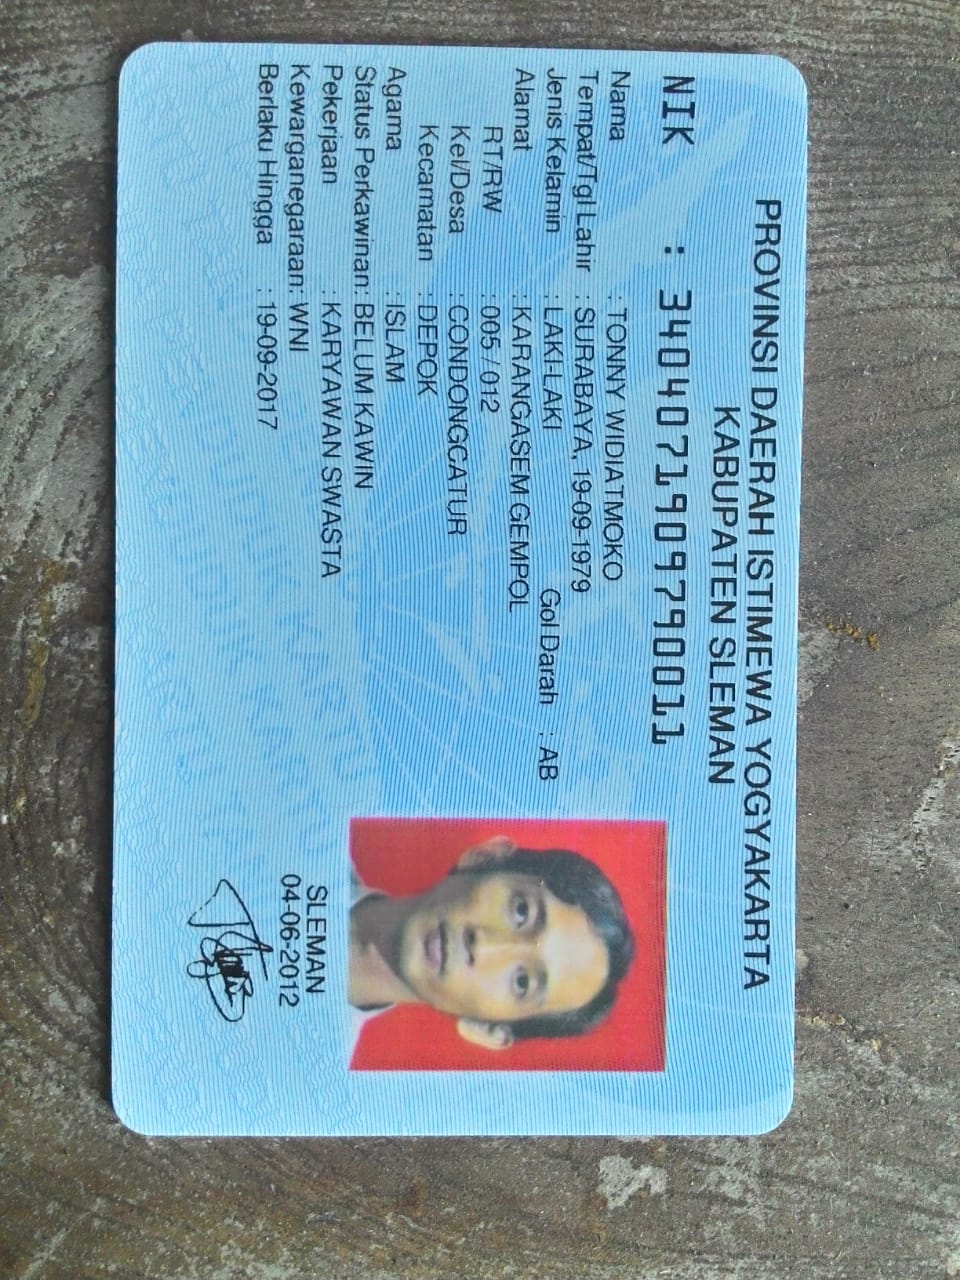 PROVINSI DAERAH ISTIMEWA YOGYAKARTA
KABUPATEN SLEMAN
NIK : 3404071909790011
Nama : TONNY WIDIATMOKO
Tempat/Tgl Lahir : SURABAYA, 19-09-1979
Jenis Kelamin : LAKI-LAKI Gol Darah : AB
Alamat : KARANGASEM GEMPOL
RT/RW : 005 / 012
Kel/Desa : CONDONGCATUR
Kecamatan : DEPOK
Agama : ISLAM
Status Perkawinan: BELUM KAWIN
Pekerjaan : KARYAWAN SWASTA
Kewarganegaraan: WNI
Berlaku Hingga : 19-09-2017
SLEMAN
04-06-2012